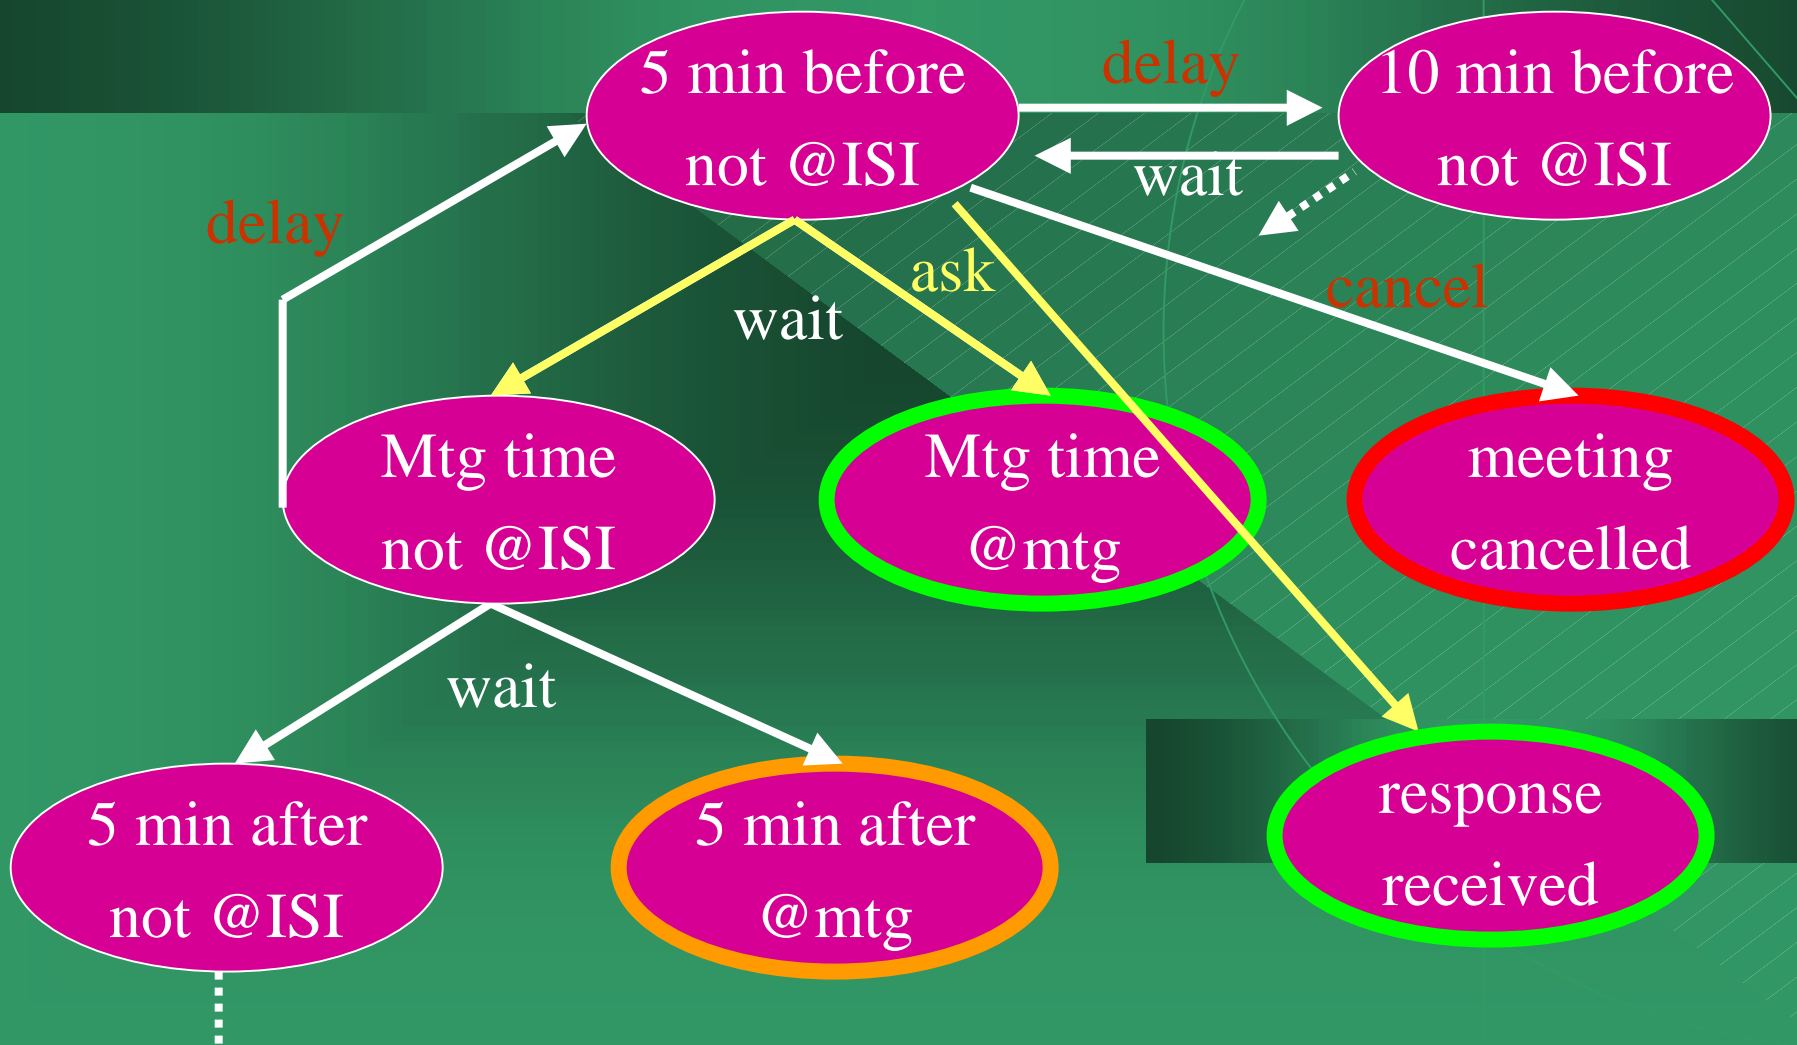 5 min before
not @ISI
delay
10 min before
not @ISI
wait
delay
ask
cancel
wait
Mtg time
not @ISI
Mtg time
@mtg
meeting
cancelled
wait
5 min after
not @ISI
5 min after
@mtg
response
received